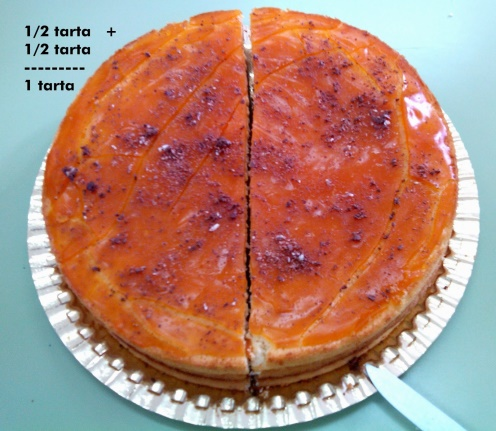 1/2 tarta +
1/2 tarta
---------
1 tarta